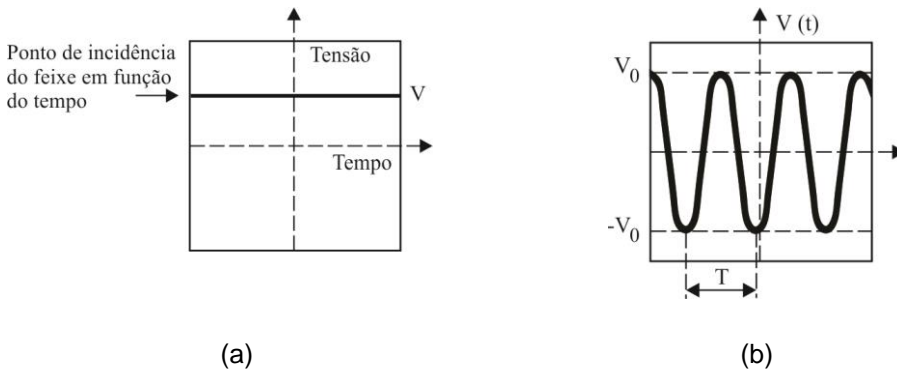 Ponto de incidência
do feixe em função
do tempo
Tensão
V
Tempo
(a)
V (t)
V0
-V0
T
(b)